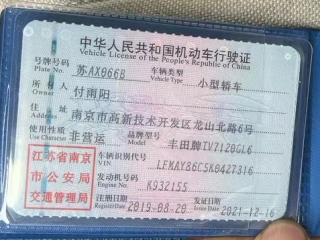 中华人民共和国机动车行驶证
Vehicle License of the People's Republic of China
号牌号码 苏AX066B 车辆类型 小型轿车
Plate No. Vehicle Type
所有人 付雨阳
Owner
住址 南京市高新技术开发区龙山北路6号
Address
使用性质 非营运 品牌型号 丰田牌TV7120GL6
Use Character Model
江苏省南京
市公安局
交通管理局
车辆识别代号 LFMAY86C5K0427316
VIN
发动机号码 K932155
Engine No.
注册日期 2019-08-20 发证日期 2021-12-16
Register Date Issue Date